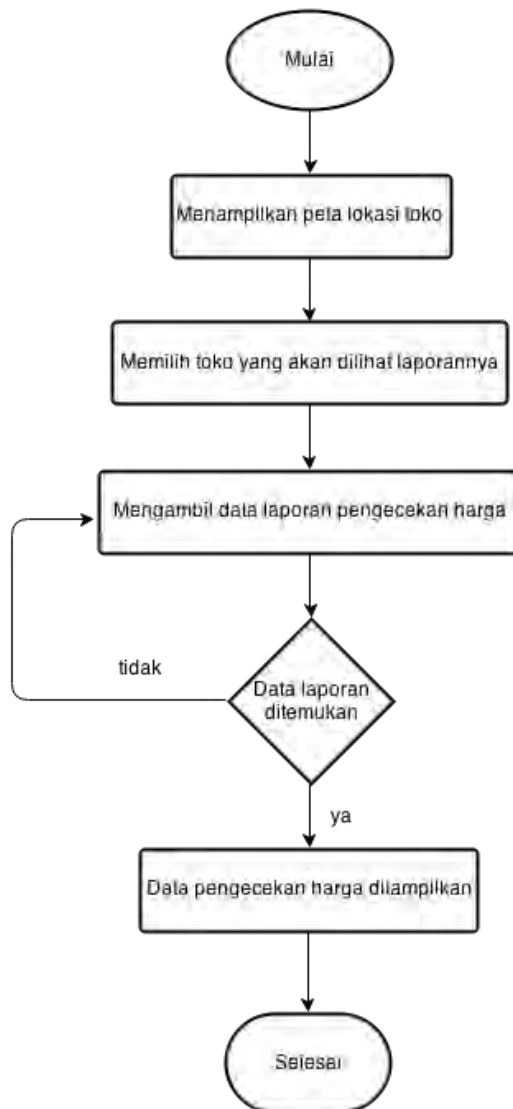 Mulai
Menampilkan peta lokasi toko
Memilih toko yang akan dilihat laporannya
Mengambil data laporan pengecekan harga
tidak
Data laporan
ditemukan
ya
Data pengecekan harga ditampilkan
Selesai